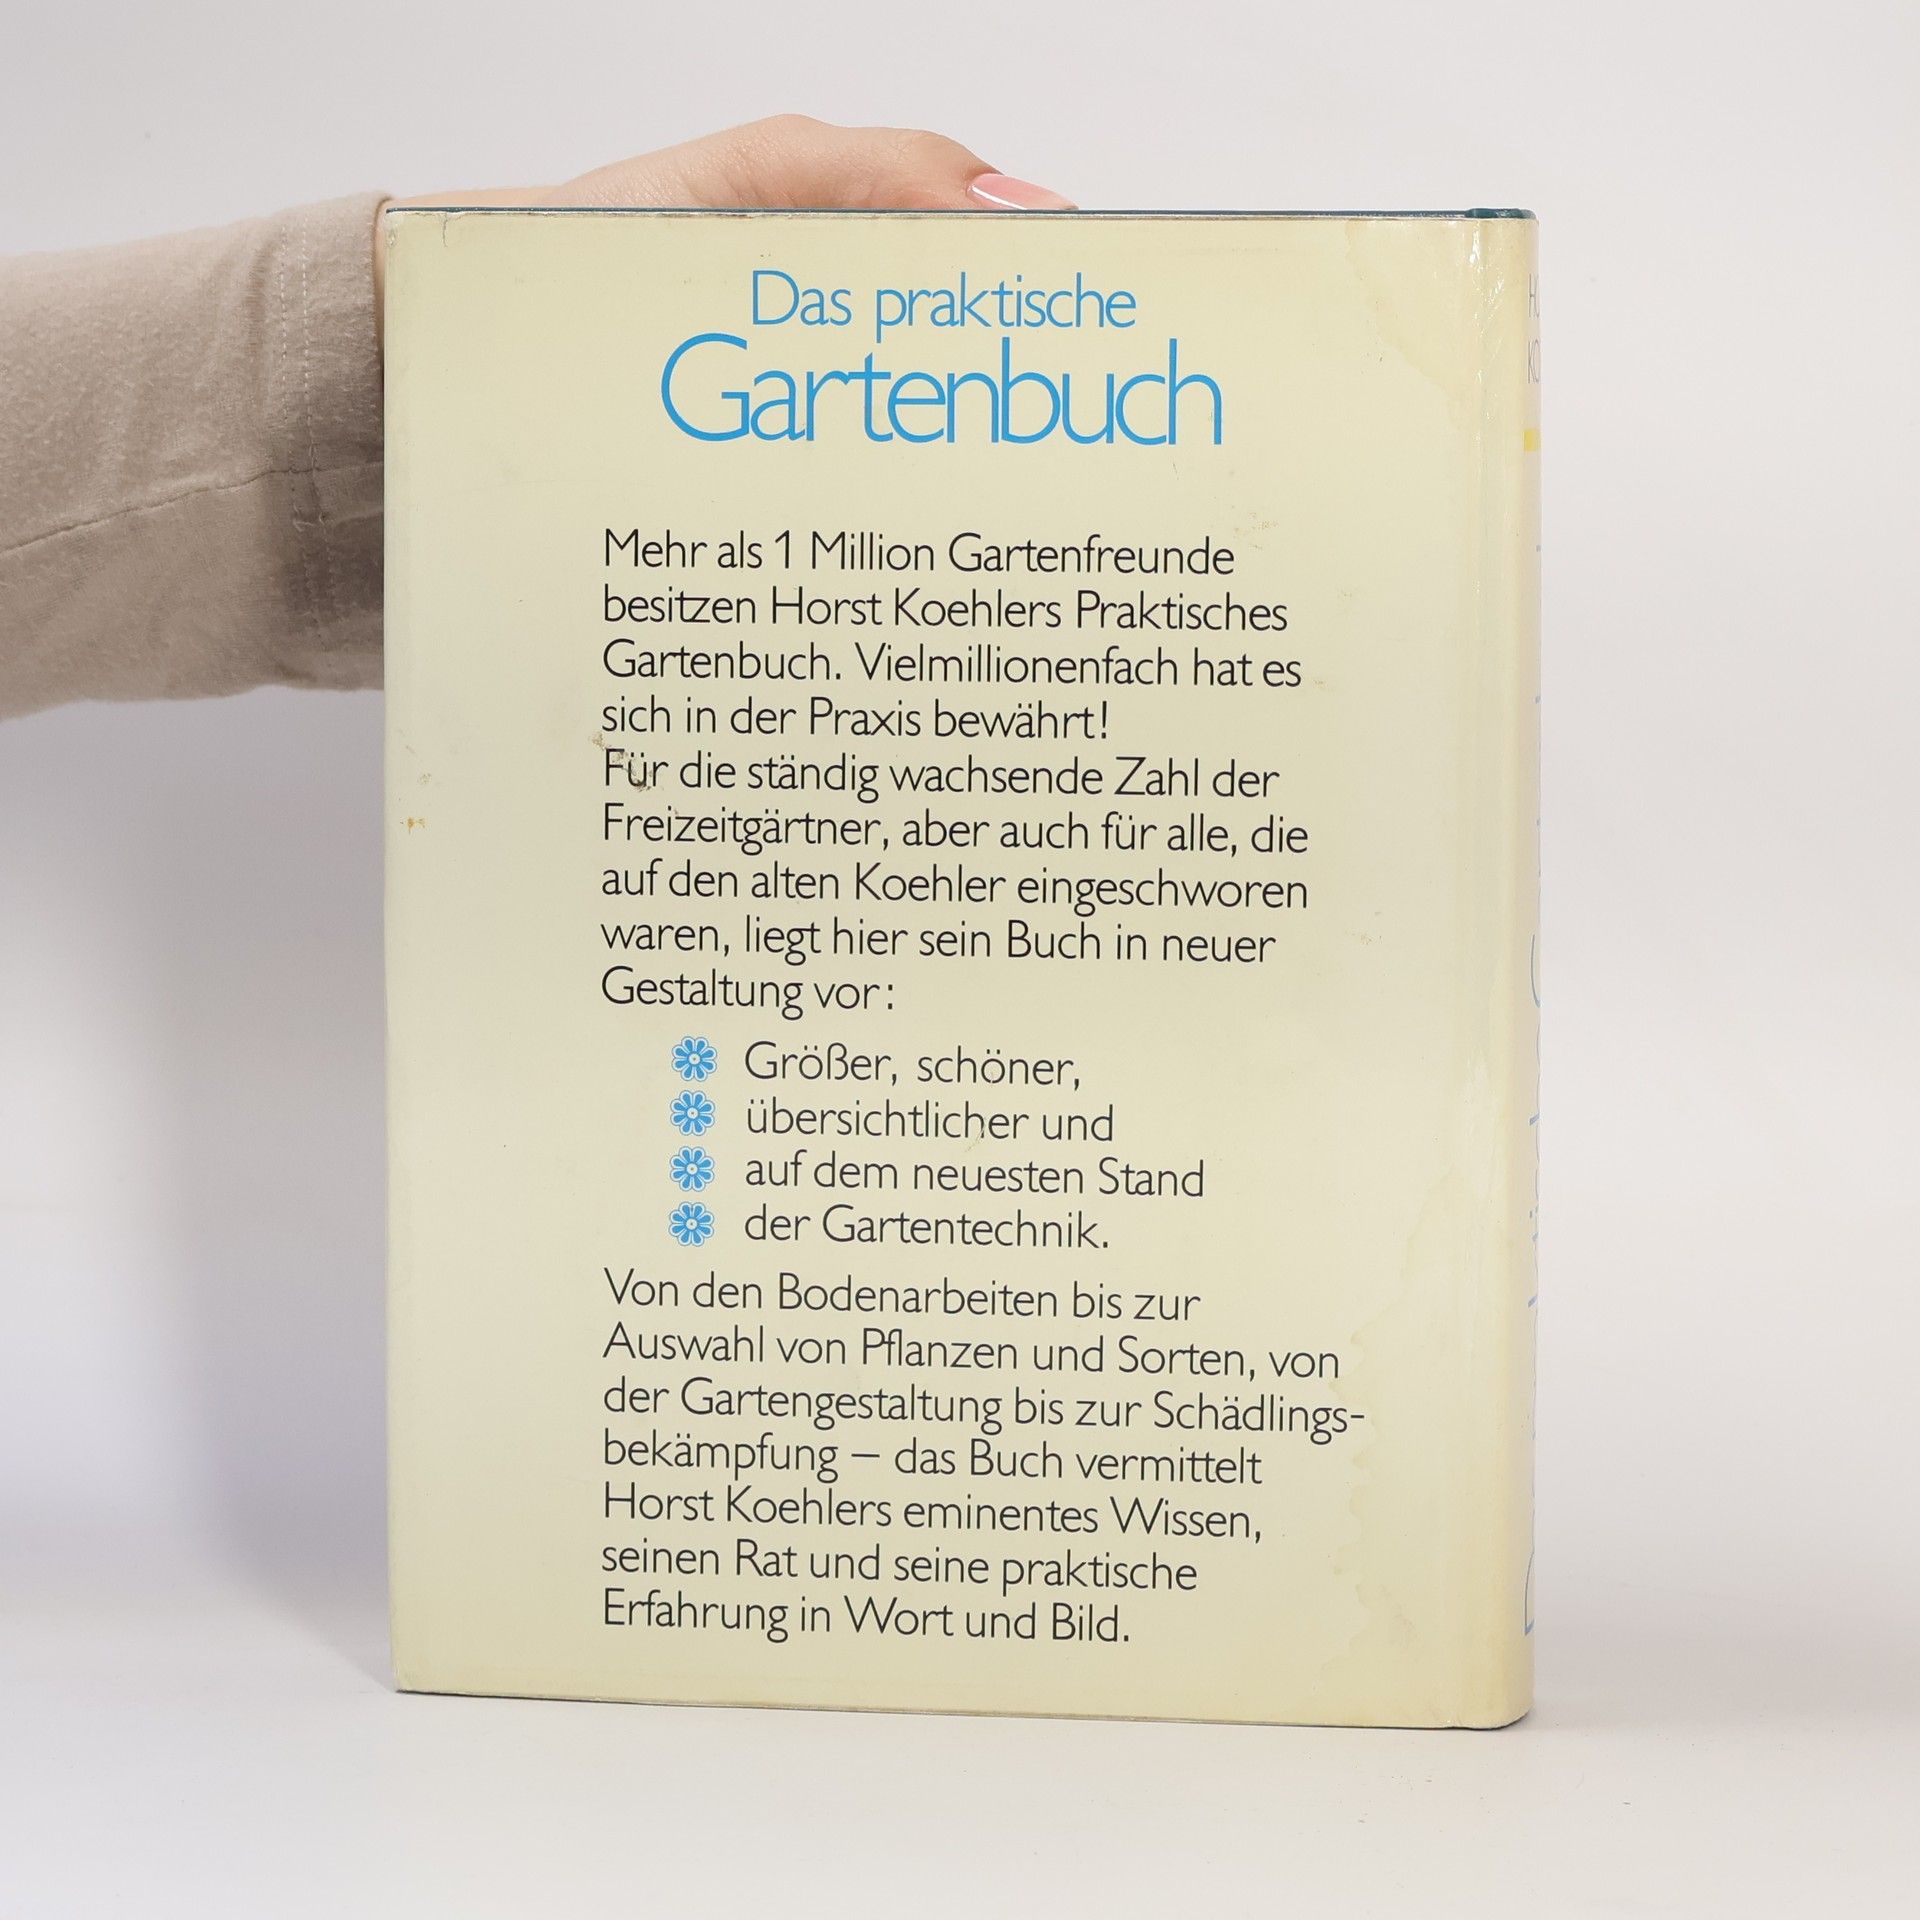 Das praktische
Gartenbuch
Mehr als 1 Million Gartenfreunde
besitzen Horst Koehlers Praktisches
Gartenbuch. Vielmillionenfach hat es
sich in der Praxis bewährt!
Für die ständig wachsende Zahl der
Freizeitgärtner, aber auch für alle, die
auf den alten Koehler eingeschworen
waren, liegt hier sein Buch in neuer
Gestaltung vor:
Größer, schöner,
übersichtlicher und
auf dem neuesten Stand
der Gartentechnik.
Von den Bodenarbeiten bis zur
Auswahl von Pflanzen und Sorten, von
der Gartengestaltung bis zur Schädlings-
bekämpfung – das Buch vermittelt
Horst Koehlers eminentes Wissen,
seinen Rat und seine praktische
Erfahrung in Wort und Bild.